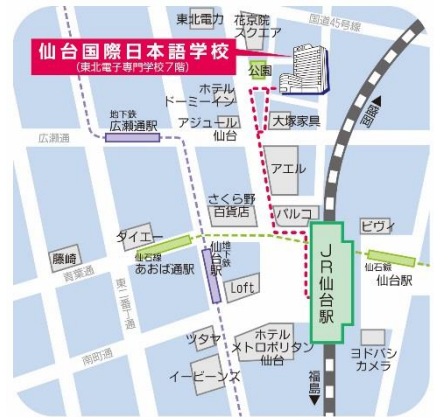 東北電力
花京院
スクエア
国道45号線
仙台国際日本語学校
(東北電子専門学校7階)
公園
ホテル
ドーミーイン
地下鉄
広瀬通駅
アジュール
仙台
大塚家具
盛岡
広瀬通
アエル
さくら野
百貨店
パルコ
ダイエー
地下鉄
仙台駅
JR仙台駅
ビヴィ
藤崎
仙石線
あおば通駅
仙石線
仙台駅
青葉通
東二番丁通
Loft
ツタヤ
ホテル
メトロポリタン
仙台
ヨドバシ
カメラ
南町通
イービーンズ
福島